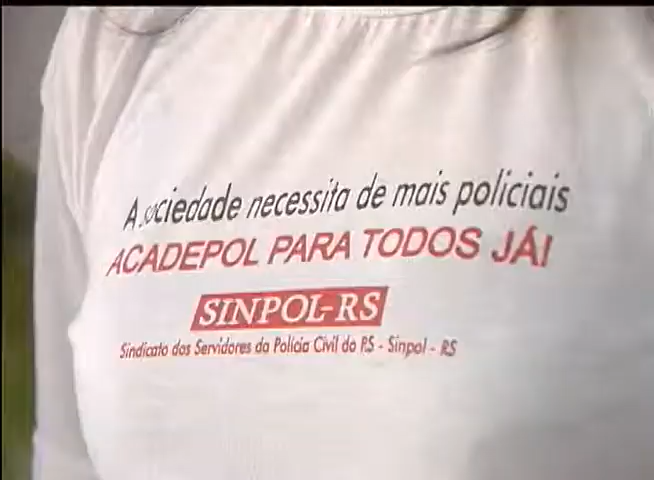 A sociedade necessita de mais policiais
ACADEPOL PARA TODOS JÁ!
SINPOL-RS
Sindicato dos Servidores da Polícia Civil do RS - Sinpol - RS